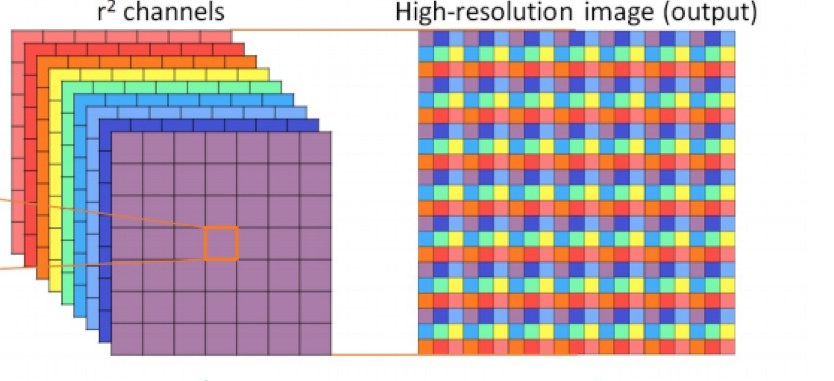 r² channels
High-resolution image (output)